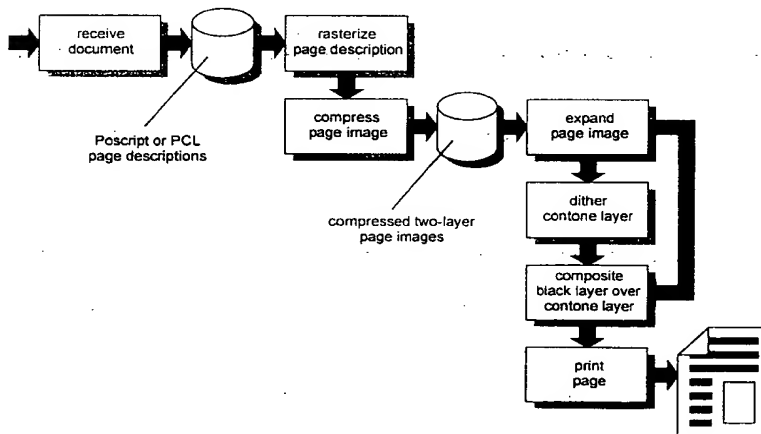 receive
document
rasterize
page description
Poscript or PCL
page descriptions
compress
page image
compressed two-layer
page images
expand
page image
dither
contone layer
composite
black layer over
contone layer
print
page